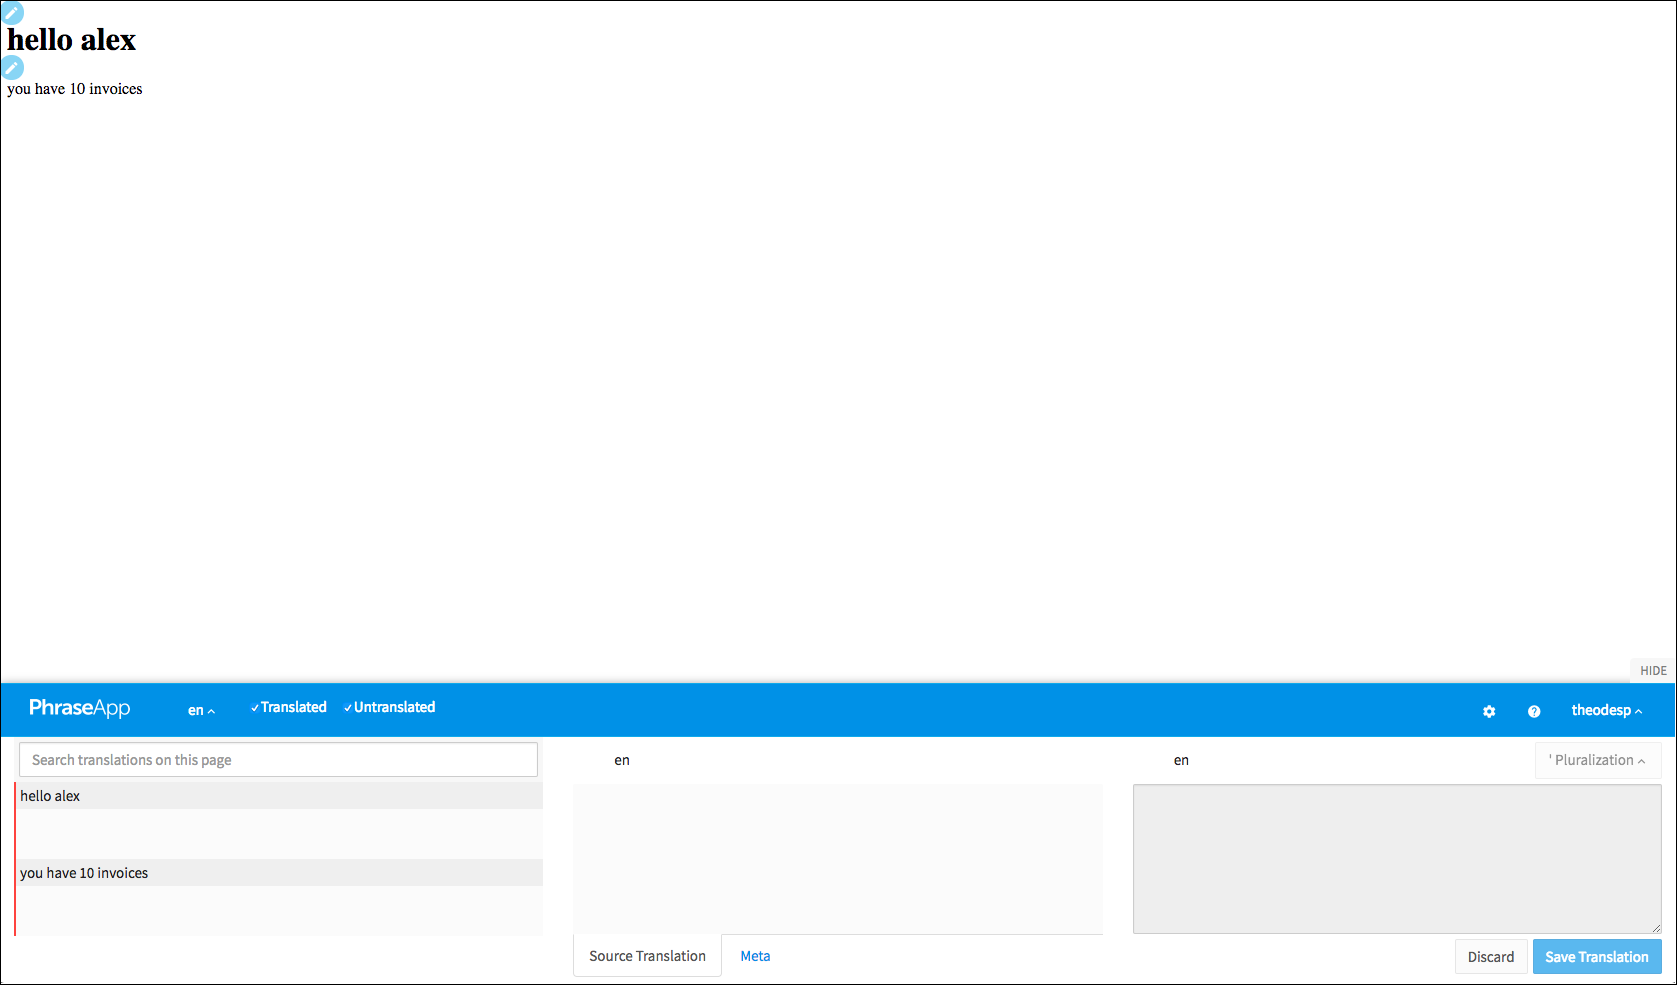 hello alex
you have 10 invoices
HIDE
PhraseApp en Translated Untranslated theodesp
Search translations on this page en en ' Pluralization
hello alex
you have 10 invoices
Source Translation Meta Discard Save Translation